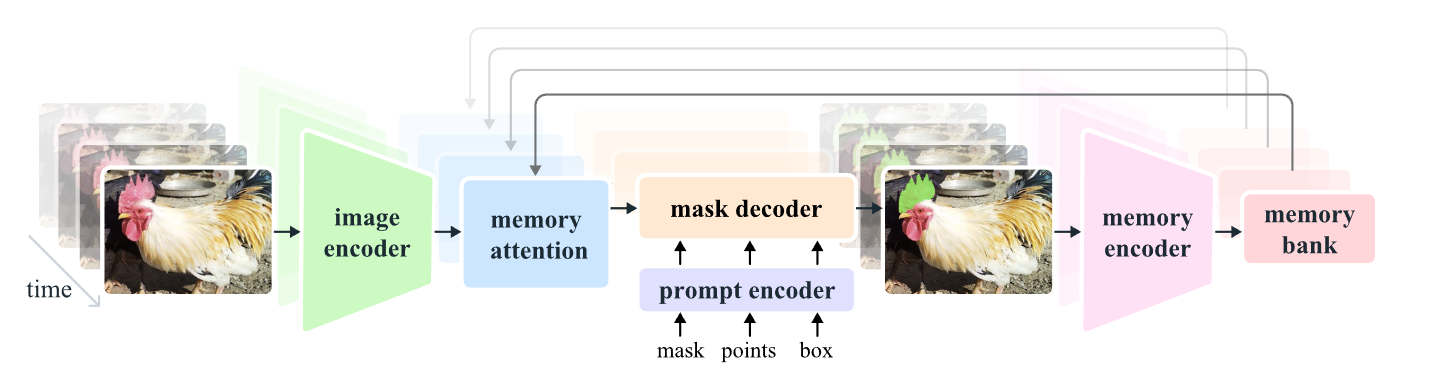 time
image
encoder
memory
attention
mask decoder
prompt encoder
mask points box
memory
encoder
memory
bank